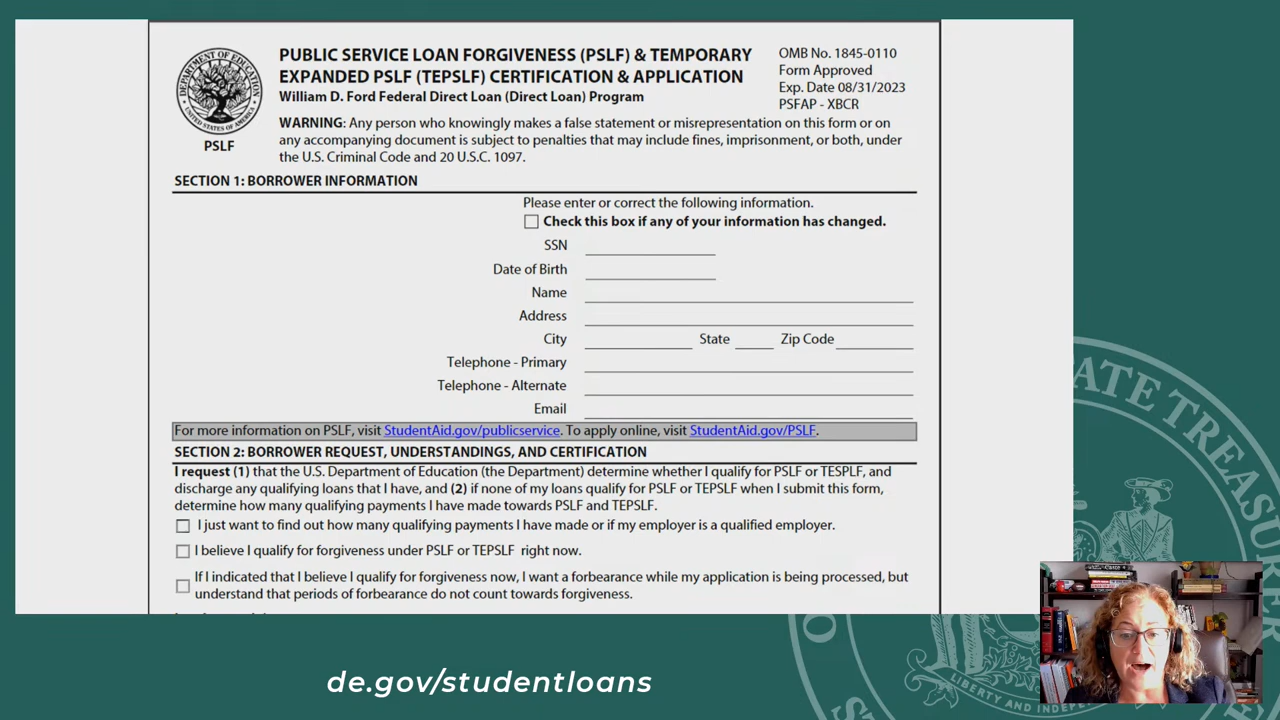 PUBLIC SERVICE LOAN FORGIVENESS (PSLF) & TEMPORARY
EXPANDED PSLF (TEPSLF) CERTIFICATION & APPLICATION
William D. Ford Federal Direct Loan (Direct Loan) Program
OMB No. 1845-0110
Form Approved
Exp. Date 08/31/2023
PSFAP - XBCR
DEPARTMENT OF EDUCATION
UNITED STATES OF AMERICA
PSLF
WARNING: Any person who knowingly makes a false statement or misrepresentation on this form or on
any accompanying document is subject to penalties that may include fines, imprisonment, or both, under
the U.S. Criminal Code and 20 U.S.C. 1097.
SECTION 1: BORROWER INFORMATION
Please enter or correct the following information.
Check this box if any of your information has changed.
SSN
Date of Birth
Name
Address
City State Zip Code
Telephone - Primary
Telephone - Alternate
Email
For more information on PSLF, visit StudentAid.gov/publicservice. To apply online, visit StudentAid.gov/PSLF.
SECTION 2: BORROWER REQUEST, UNDERSTANDINGS, AND CERTIFICATION
I request (1) that the U.S. Department of Education (the Department) determine whether I qualify for PSLF or TESPLF, and
discharge any qualifying loans that I have, and (2) if none of my loans qualify for PSLF or TEPSLF when I submit this form,
determine how many qualifying payments I have made towards PSLF and TEPSLF.
I just want to find out how many qualifying payments I have made or if my employer is a qualified employer.
I believe I qualify for forgiveness under PSLF or TEPSLF right now.
If I indicated that I believe I qualify for forgiveness now, I want a forbearance while my application is being processed, but
understand that periods of forbearance do not count towards forgiveness.
ATE TREASURER
LIBERTY AND INDEPEN
de.gov/studentloans